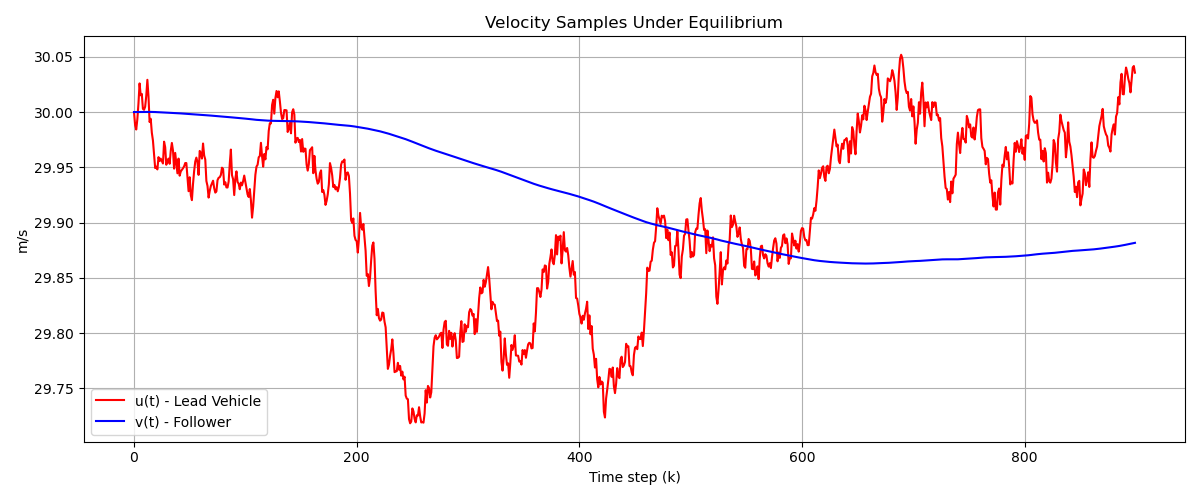 Velocity Samples Under Equilibrium
30.05
30.00
29.95
29.90
29.85
29.80
29.75
m/s
u(t) - Lead Vehicle
v(t) - Follower
0
200
400
600
800
Time step (k)